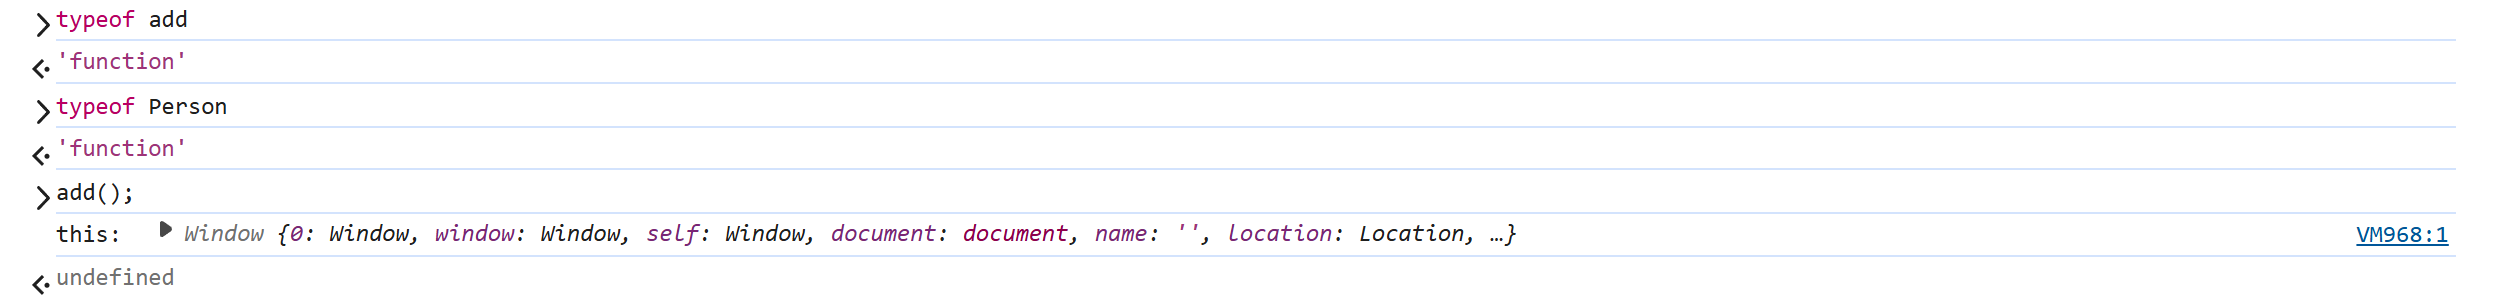 typeof add
'function'
typeof Person
'function'
add();
this: Window {0: Window, window: Window, self: Window, document: document, name: '', location: Location, …} VM968:1
undefined